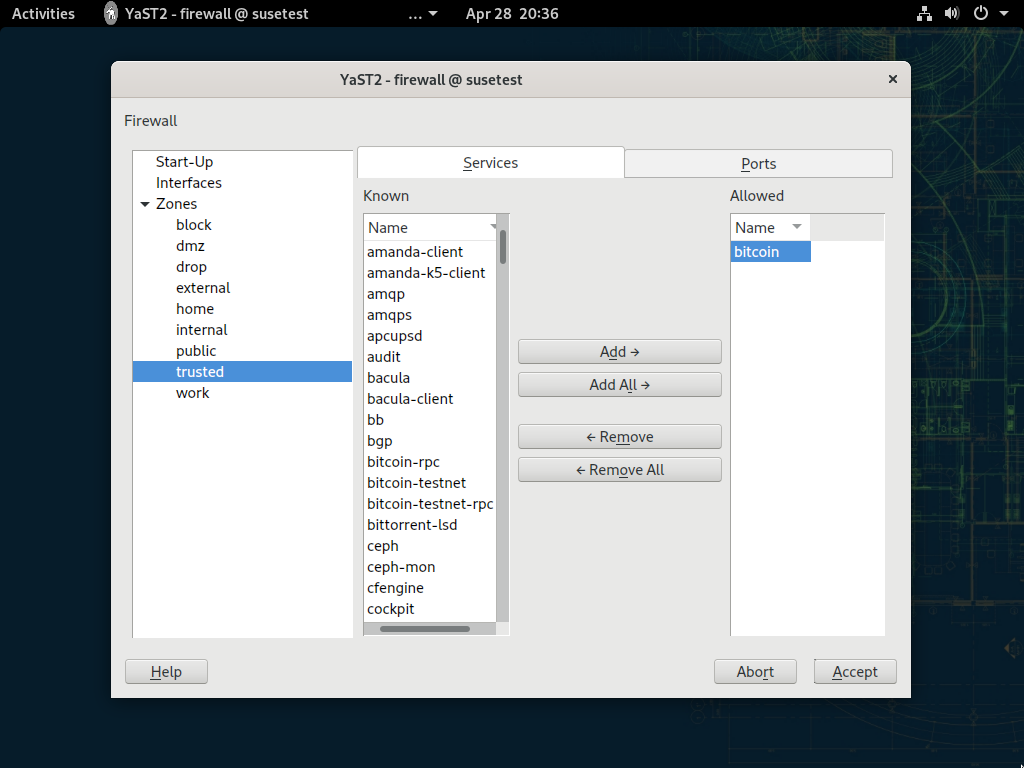 Activities
YaST2 - firewall @ susetest
...
Apr 28 20:36
YaST2 - firewall @ susetest
Firewall
Start-Up
Interfaces
Zones
block
dmz
drop
external
home
internal
public
trusted
work
Services
Ports
Known
Name
amanda-client
amanda-k5-client
amqp
amqps
apcupsd
audit
bacula
bacula-client
bb
bgp
bitcoin-rpc
bitcoin-testnet
bitcoin-testnet-rpc
bittorrent-lsd
ceph
ceph-mon
cfengine
cockpit
Add →
Add All →
← Remove
← Remove All
Allowed
Name
bitcoin
Help
Abort
Accept